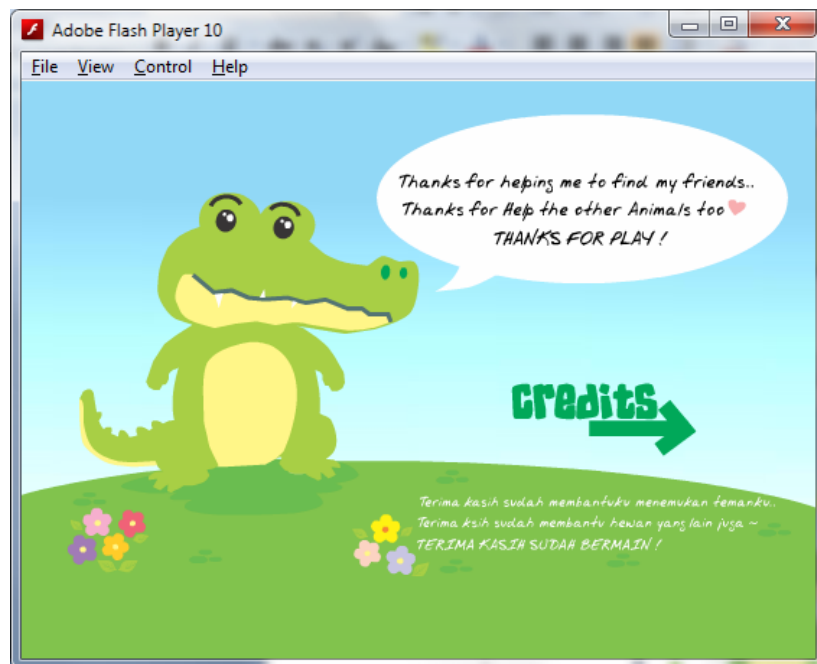 Adobe Flash Player 10
File View Control Help
Thanks for helping me to find my friends..
Thanks for Help the other Animals too
THANKS FOR PLAY !
credits
Terima kasih sudah membantuku menemukan temanku..
Terima ksih sudah membantu hewan yang lain juga ~
TERIMA KASIH SUDAH BERMAIN !